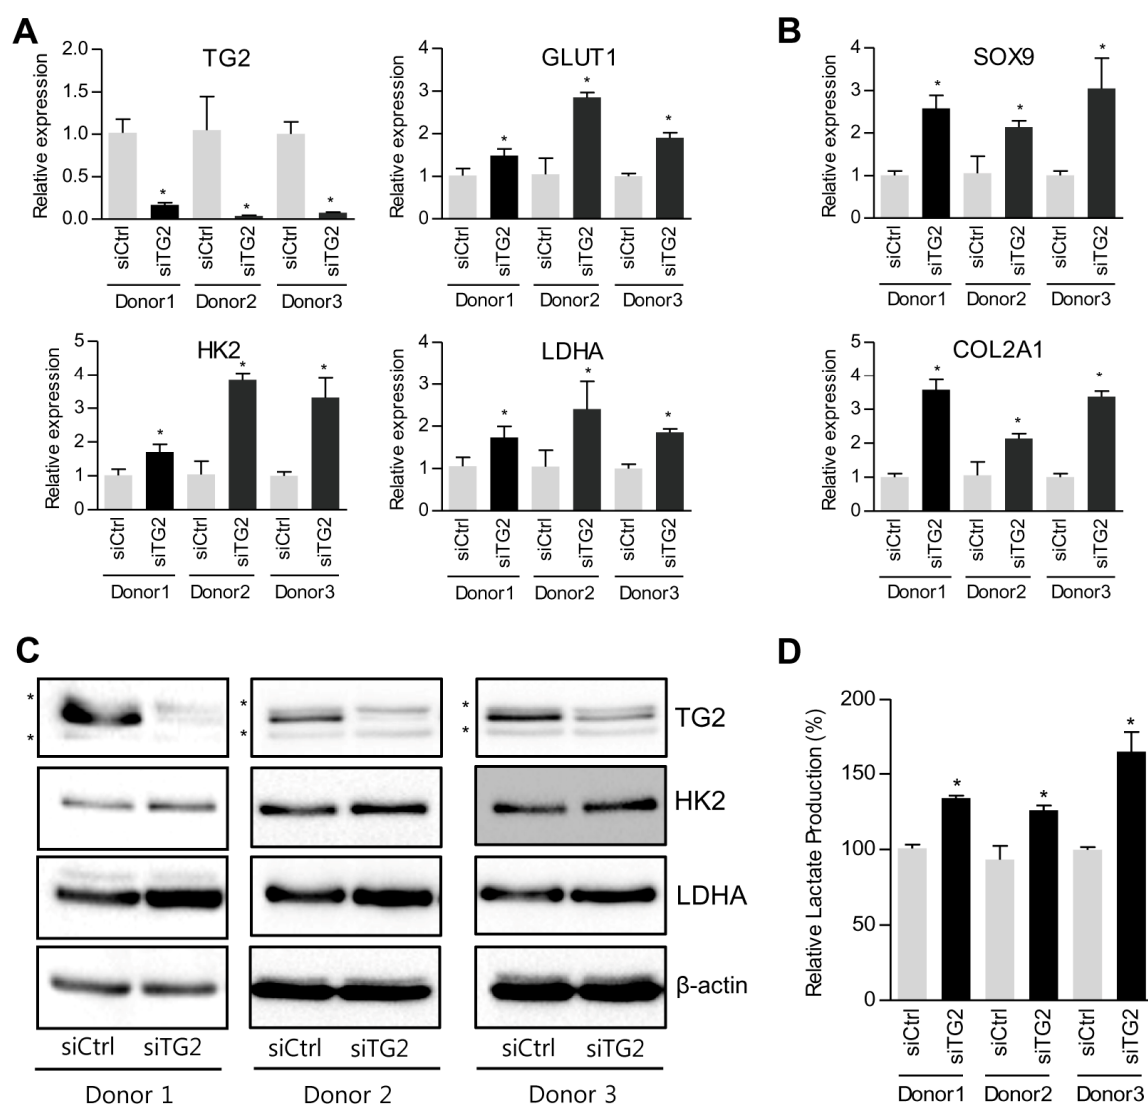 A
TG2
Relative expression
2.0
1.5
1.0
0.5
0.0
* * *
siCtrl siTG2 siCtrl siTG2 siCtrl siTG2
Donor1 Donor2 Donor3
GLUT1
Relative expression
4
3
2
1
0
* * *
siCtrl siTG2 siCtrl siTG2 siCtrl siTG2
Donor1 Donor2 Donor3
HK2
Relative expression
5
4
3
2
1
0
* * *
siCtrl siTG2 siCtrl siTG2 siCtrl siTG2
Donor1 Donor2 Donor3
LDHA
Relative expression
4
3
2
1
0
* * *
siCtrl siTG2 siCtrl siTG2 siCtrl siTG2
Donor1 Donor2 Donor3
B
SOX9
Relative expression
4
3
2
1
0
* * *
siCtrl siTG2 siCtrl siTG2 siCtrl siTG2
Donor1 Donor2 Donor3
COL2A1
Relative expression
5
4
3
2
1
0
* * *
siCtrl siTG2 siCtrl siTG2 siCtrl siTG2
Donor1 Donor2 Donor3
C
* * *
* * *
TG2
HK2
LDHA
β-actin
siCtrl siTG2 siCtrl siTG2 siCtrl siTG2
Donor 1 Donor 2 Donor 3
D
Relative Lactate Production (%)
200
150
100
50
0
* * *
siCtrl siTG2 siCtrl siTG2 siCtrl siTG2
Donor1 Donor2 Donor3